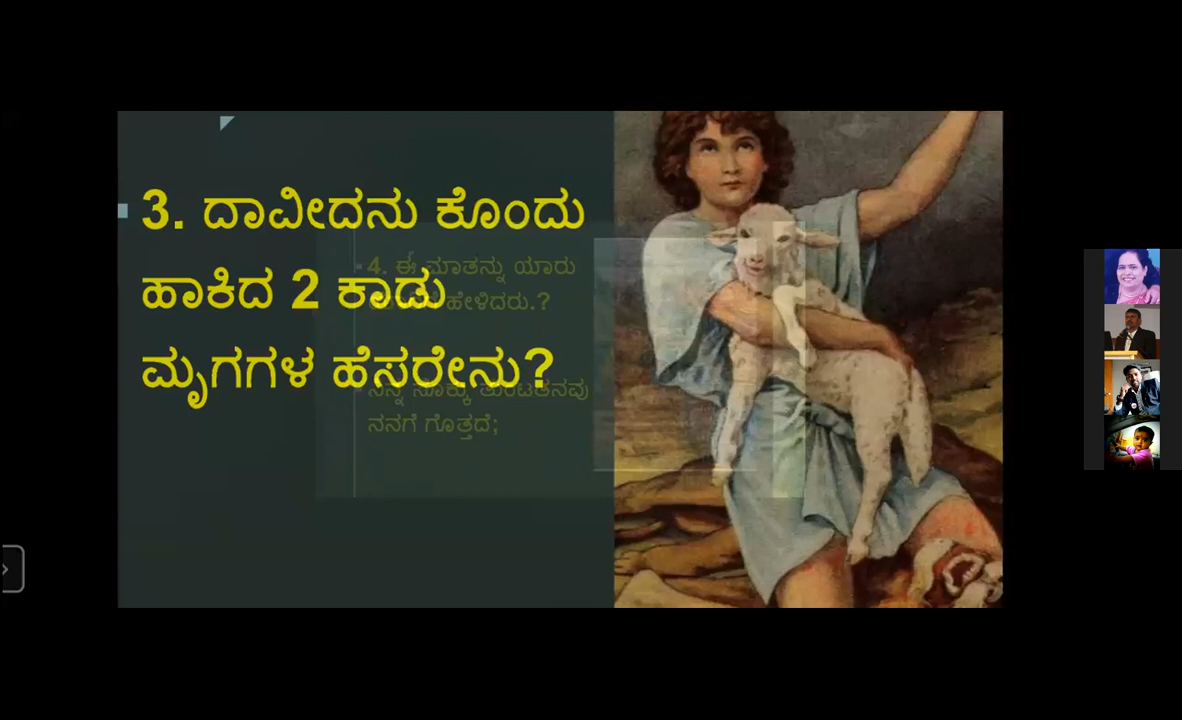 3. ದಾವೀದನು ಕೊಂದು
ಹಾಕಿದ 2 ಕಾಡು
ಮೃಗಗಳ ಹೆಸರೇನು?
4. ಈ ಮಾತನ್ನು ಯಾರು
ಹೇಳಿದರು.?
ನಿನ್ನ
ನನಗೆ ಗೊತ್ತದೆ;